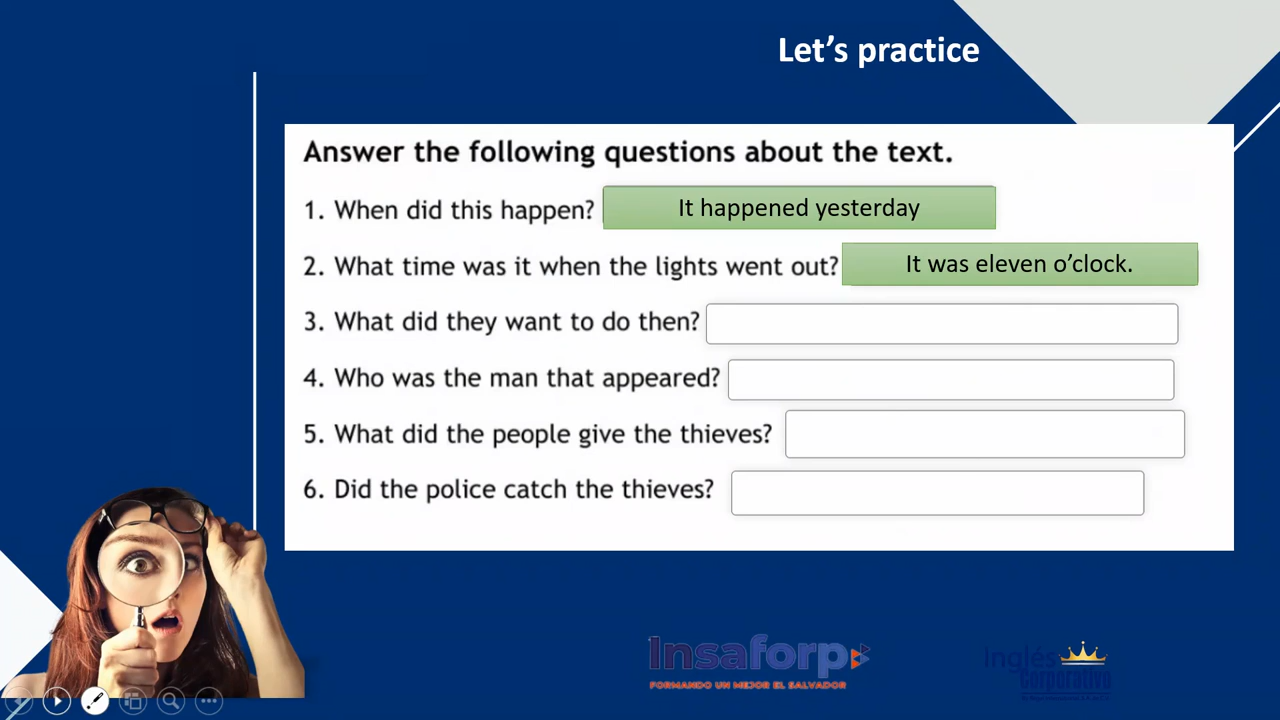 Let’s practice
Answer the following questions about the text.
1. When did this happen? It happened yesterday
2. What time was it when the lights went out? It was eleven o’clock.
3. What did they want to do then?
4. Who was the man that appeared?
5. What did the people give the thieves?
6. Did the police catch the thieves?
Insaforp
FORMANDO UN MEJOR EL SALVADOR
inglés
corporativo